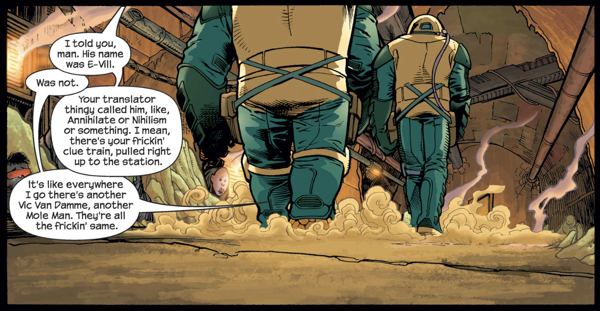 I told you,
man. His name
was E-Vill.
Was not.
Your translator
thingy called him, like,
Annihilate or Nihilism
or something. I mean,
there's your frickin'
clue train, pulled right
up to the station.
It's like everywhere
I go there's another
Vic Van Damme, another
Mole Man. They're all
the frickin' same.